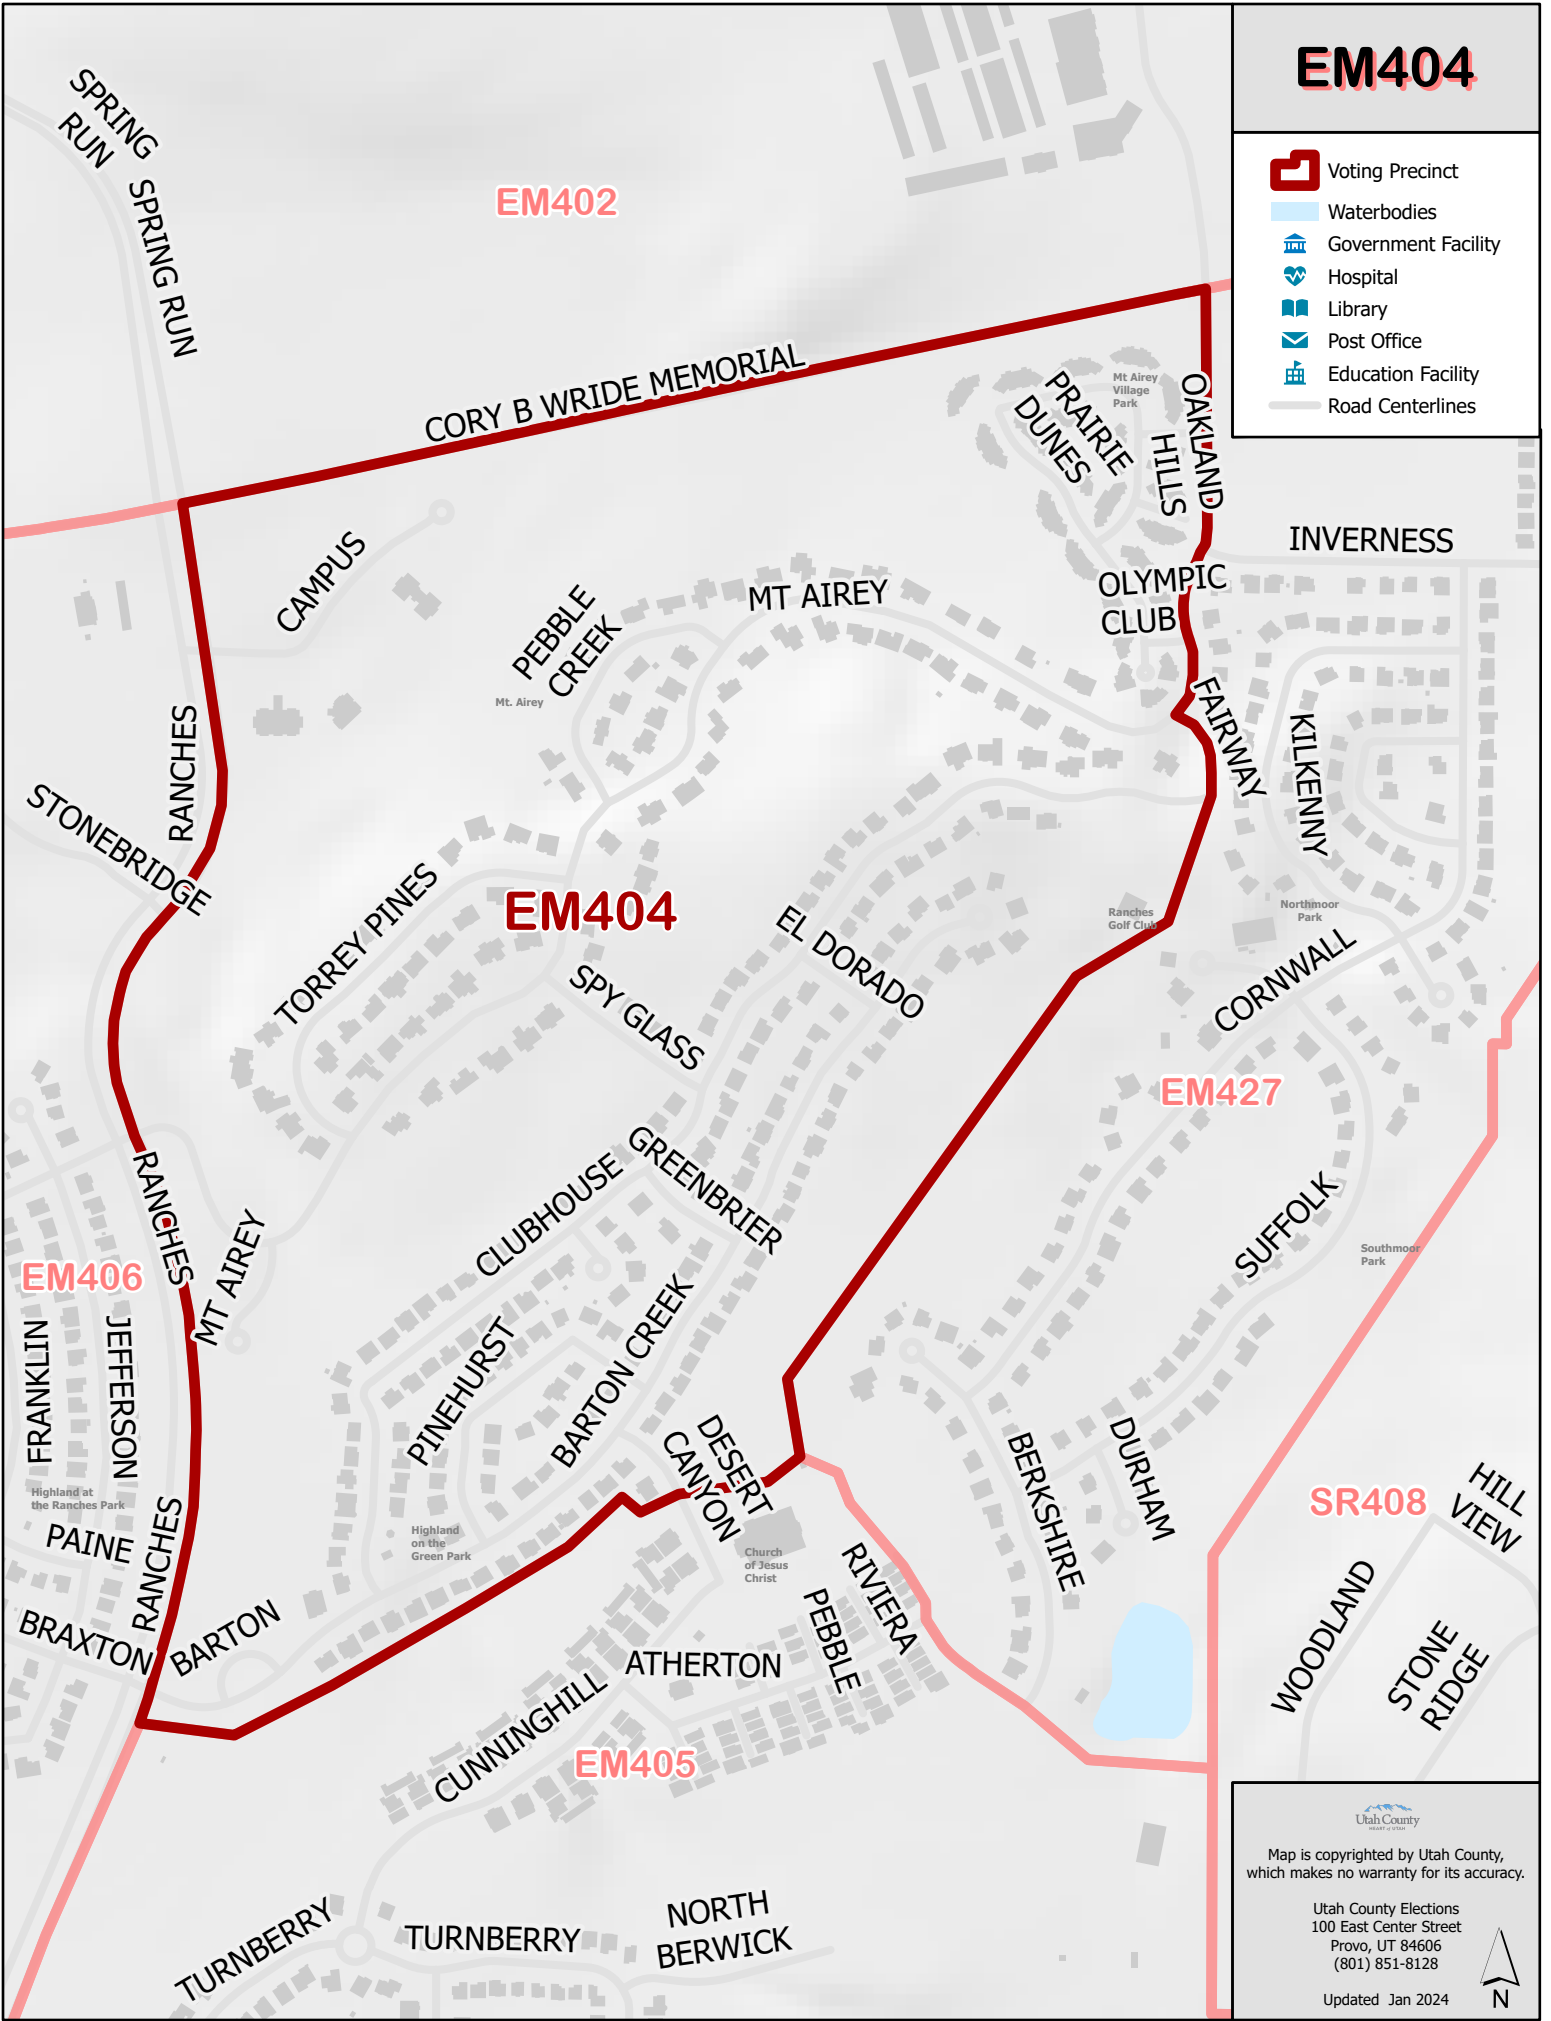 EM404
Voting Precinct
Waterbodies
Government Facility
Hospital
Library
Post Office
Education Facility
Road Centerlines
SPRING
RUN
SPRING RUN
EM402
CORY B WRIDE MEMORIAL
Mt Airey
Village
Park
PRAIRIE
DUNES
OAKLAND
HILLS
INVERNESS
CAMPUS
PEBBLE
CREEK
MT AIREY
OLYMPIC
CLUB
Mt. Airey
FAIRWAY
KILKENNY
RANCHES
STONEBRIDGE
TORREY PINES
EM404
EL DORADO
Ranches
Golf Club
Northmoor
Park
CORNWALL
SPY GLASS
EM427
GREENBRIER
CLUBHOUSE
RANCHES
MT AIREY
SUFFOLK
Southmoor
Park
EM406
FRANKLIN
JEFFERSON
PINEHURST
BARTON CREEK
DESERT
CANYON
BERKSHIRE
DURHAM
HILL
VIEW
SR408
Highland at
the Ranches Park
PAINE
RANCHES
Highland
on the
Green Park
Church
of Jesus
Christ
RIVIERA
PEBBLE
WOODLAND
STONE
RIDGE
BRAXTON
BARTON
ATHERTON
CUNNINGHILL
EM405
TURNBERRY
TURNBERRY
NORTH
BERWICK
Utah County
HEART of UTAH
Map is copyrighted by Utah County,
which makes no warranty for its accuracy.
Utah County Elections
100 East Center Street
Provo, UT 84606
(801) 851-8128
Updated Jan 2024
N